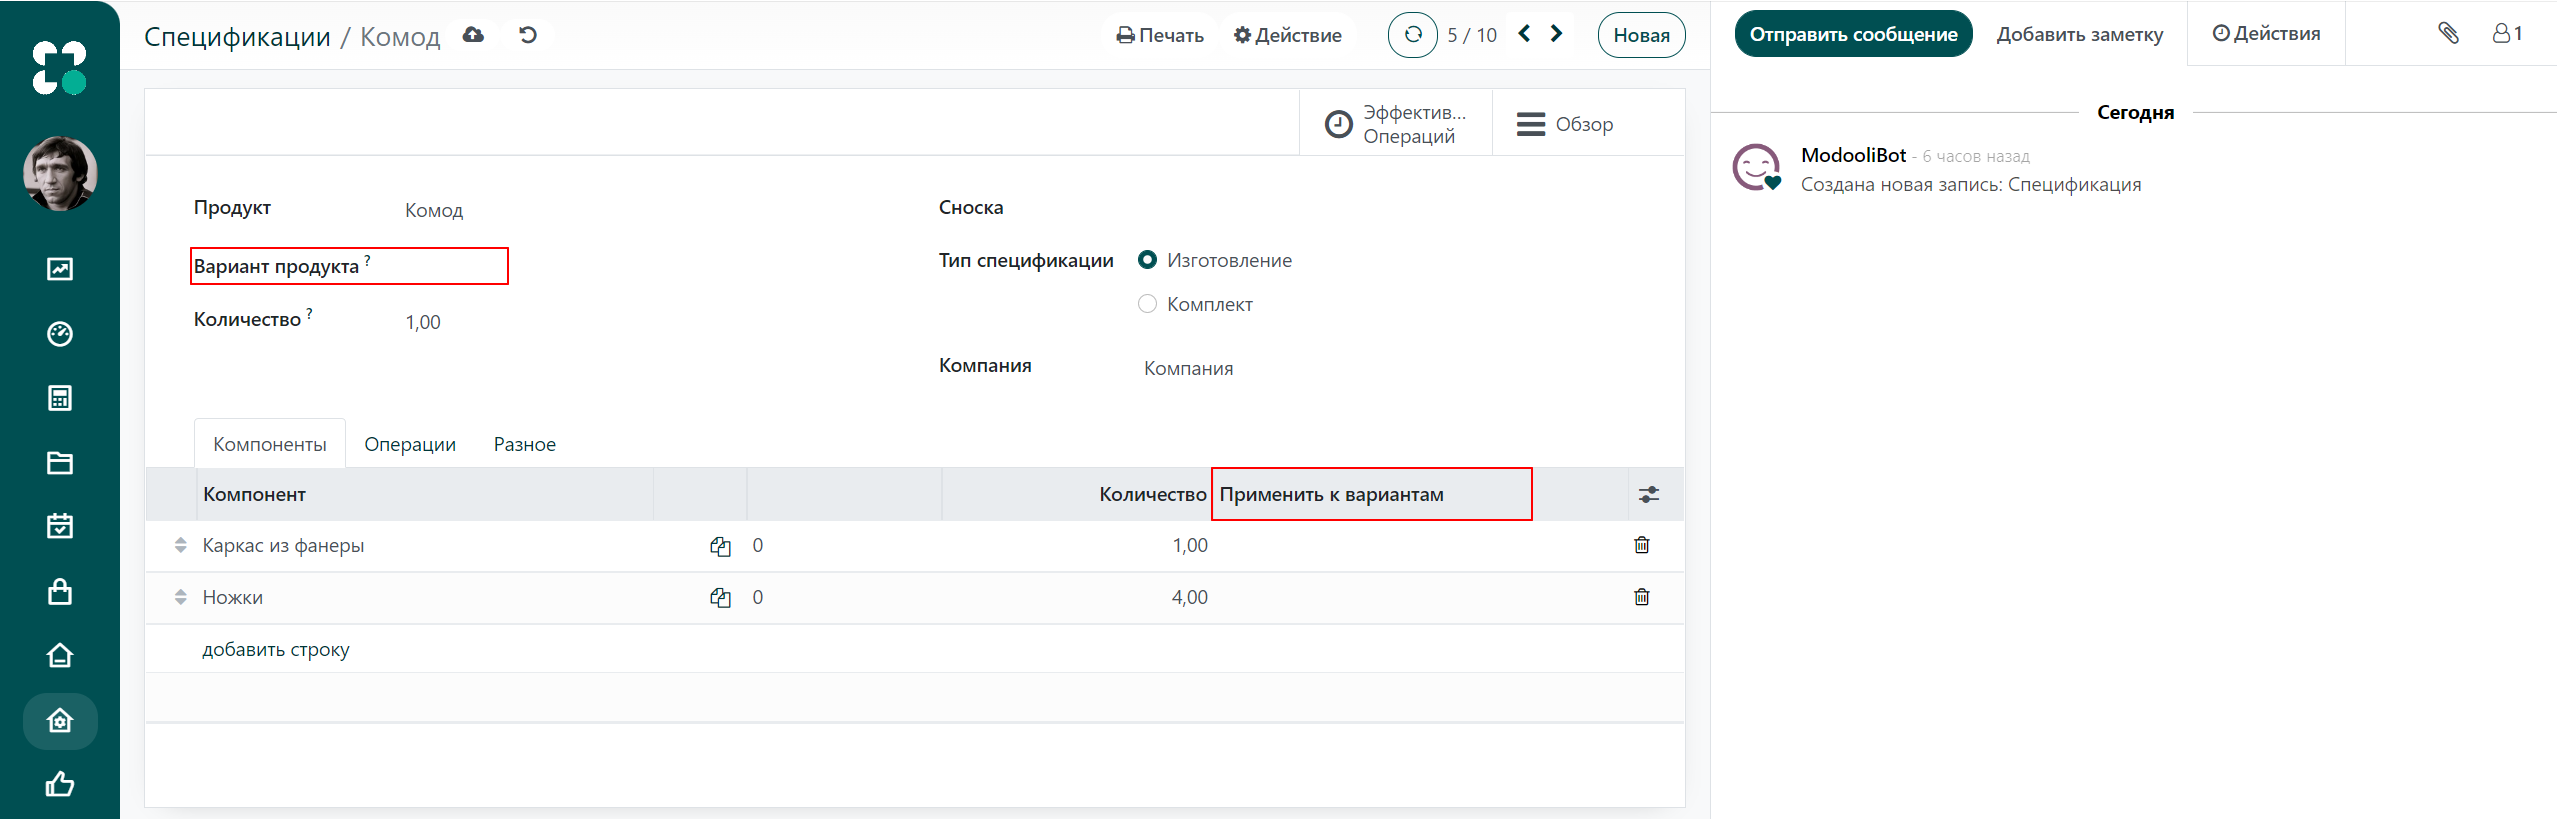 Спецификации / Комод
Печать
Действие
5 / 10
Новая
Отправить сообщение
Добавить заметку
Действия
1
Эффектив...
Операций
Обзор
Сегодня
ModooliBot - 6 часов назад
Создана новая запись: Спецификация
Продукт
Комод
Вариант продукта ?
Количество ?
1,00
Сноска
Тип спецификации
Изготовление
Комплект
Компания
Компания
Компоненты
Операции
Разное
Компонент
Количество
Применить к вариантам
Каркас из фанеры
0
1,00
Ножки
0
4,00
добавить строку